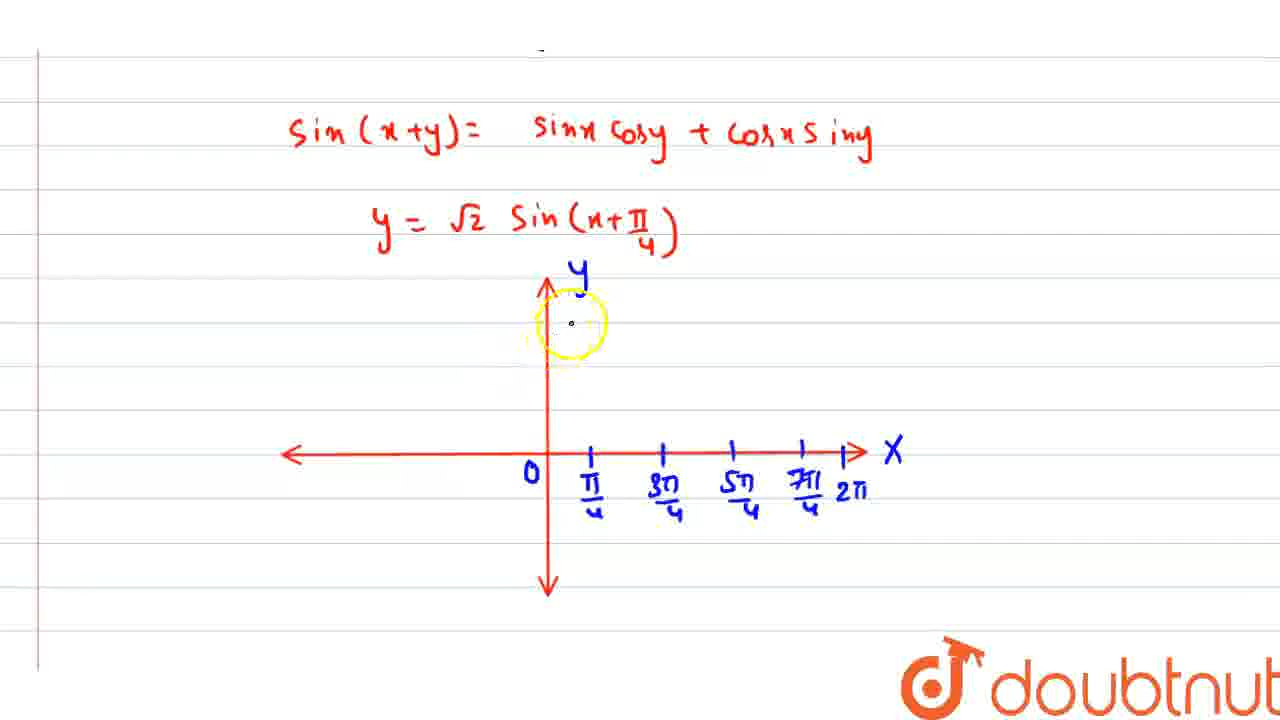 sin(x+y)= sinx cosy + cosx siny
y = √2 sin(x+π/4)
y
X
0 π/4 3π/4 5π/4 7π/4 2π
doubtnut